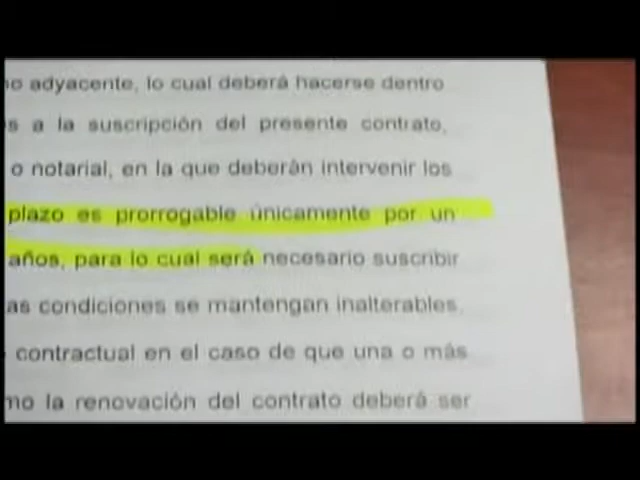 adyacente, lo cual deberá hacerse dentro
a la suscripción del presente contrato,
o notarial, en la que deberán intervenir los
plazo es prorrogable únicamente por un
años, para lo cual será necesario suscribir
as condiciones se mantengan inalterables,
contractual en el caso de que una o más
mo la renovación del contrato deberá ser